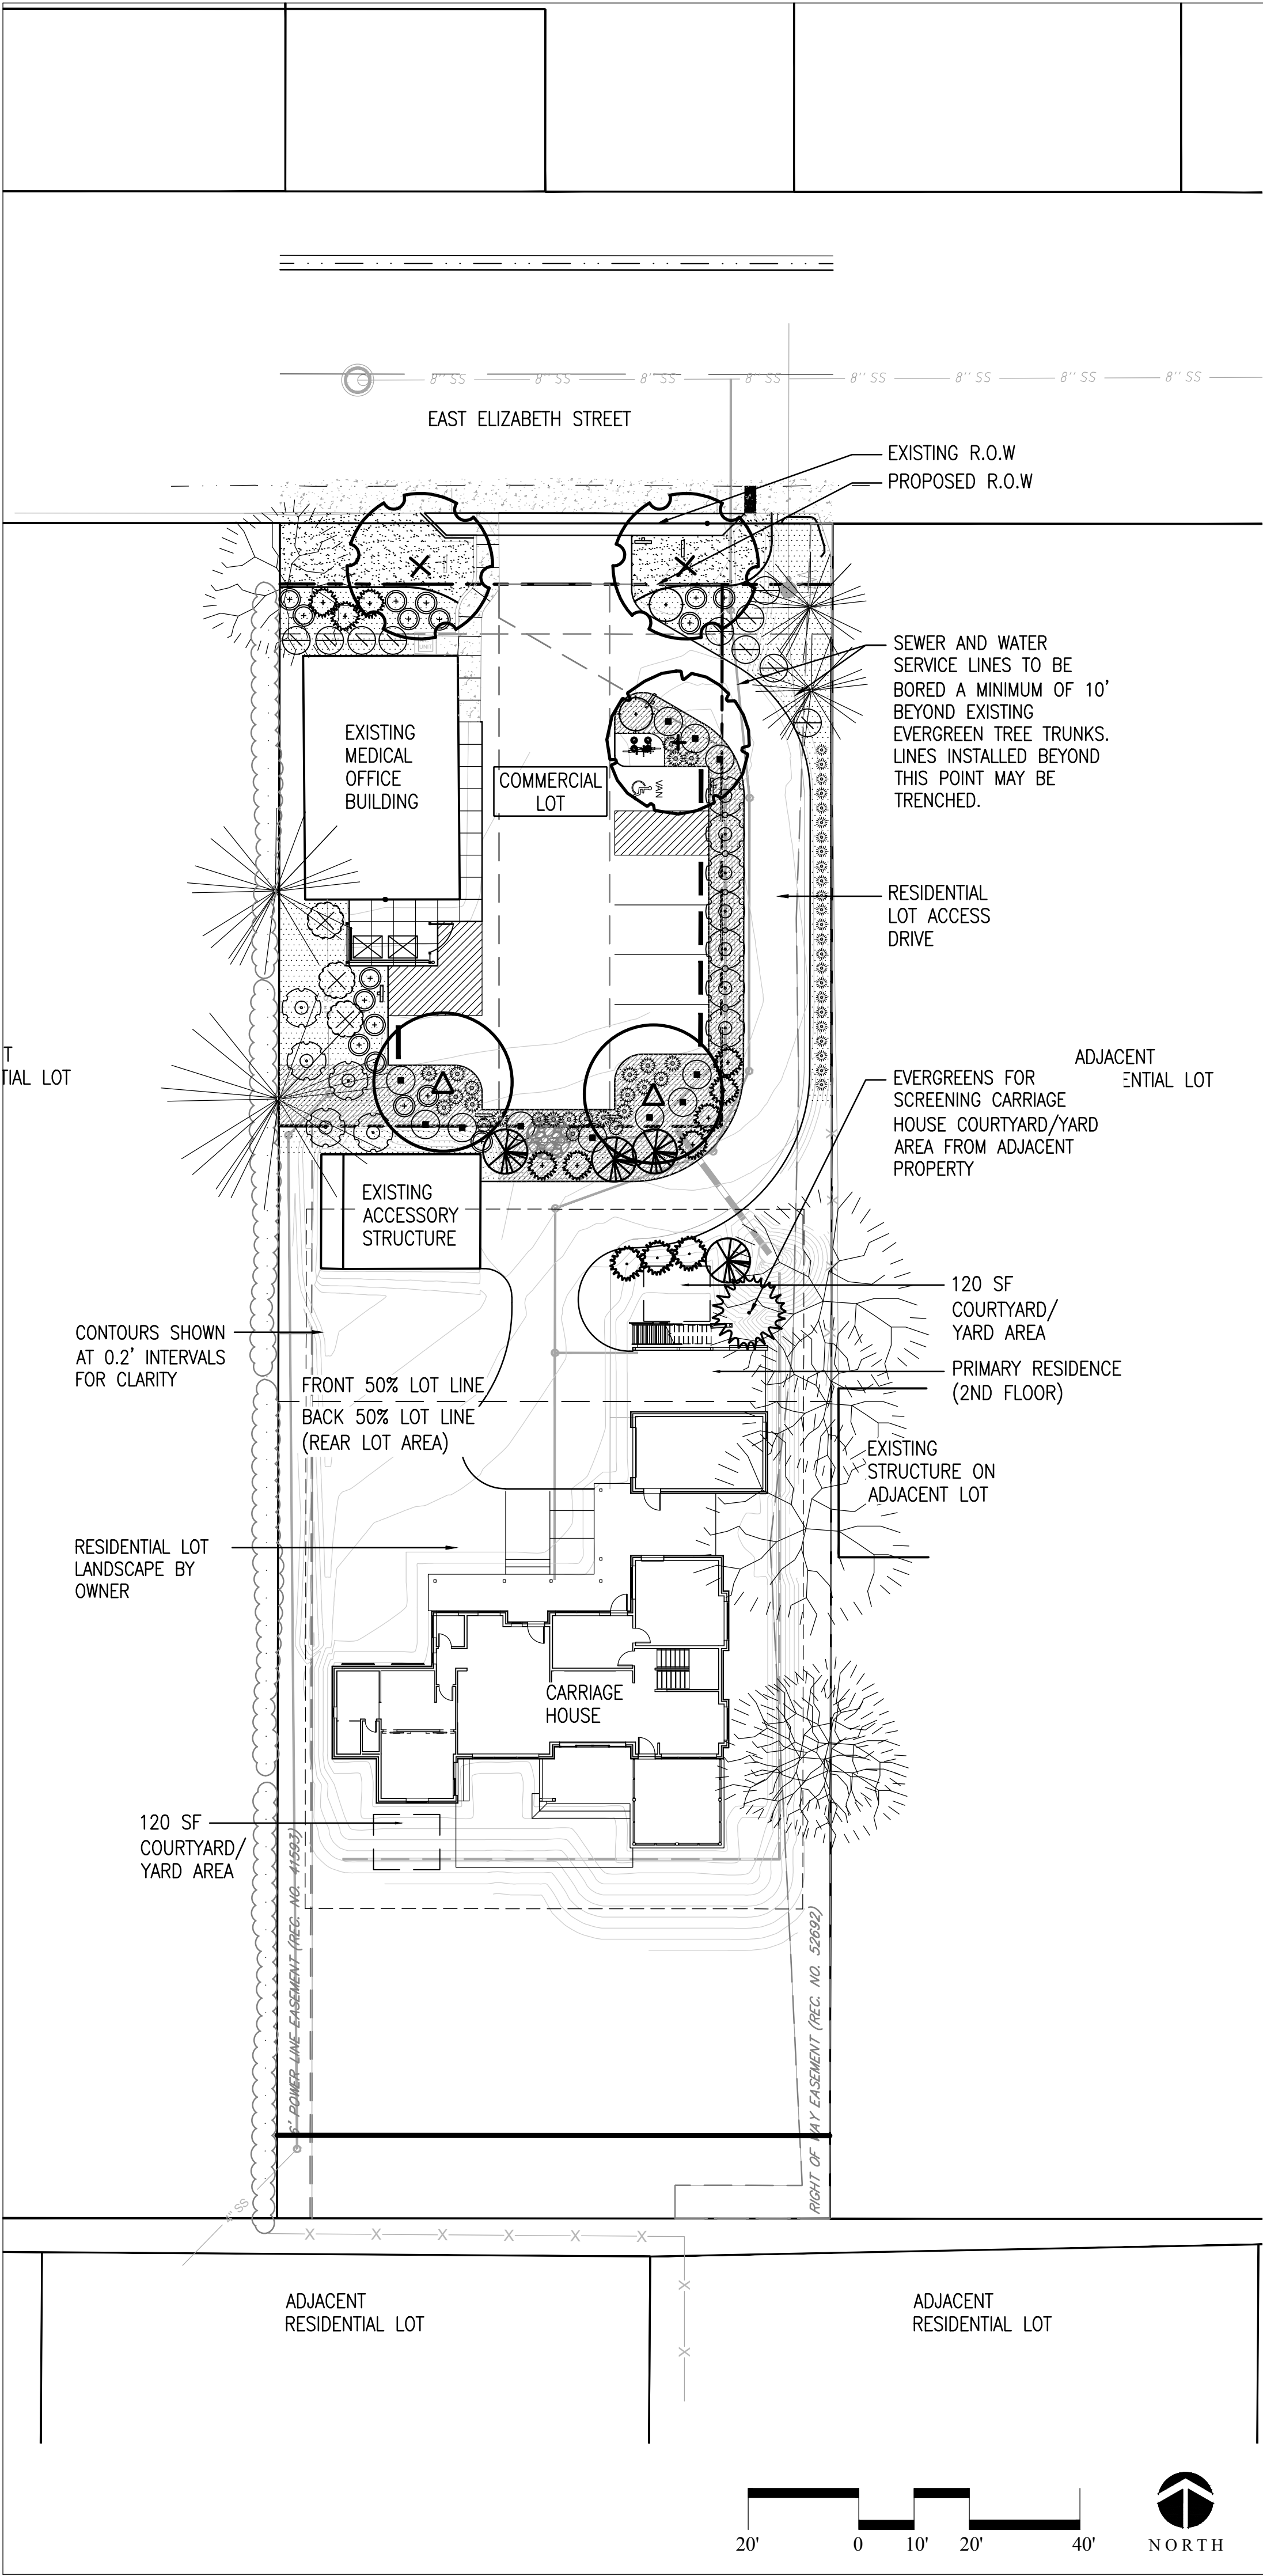 8" SS
8" SS
8" SS
8" SS
8" SS
8" SS
8" SS
8" SS
EAST ELIZABETH STREET
EXISTING R.O.W
PROPOSED R.O.W
SEWER AND WATER
SERVICE LINES TO BE
BORED A MINIMUM OF 10'
BEYOND EXISTING
EVERGREEN TREE TRUNKS.
LINES INSTALLED BEYOND
THIS POINT MAY BE
TRENCHED.
EXISTING
MEDICAL
OFFICE
BUILDING
COMMERCIAL
LOT
VAN
RESIDENTIAL
LOT ACCESS
DRIVE
T
TIAL LOT
ADJACENT
ENTIAL LOT
EVERGREENS FOR
SCREENING CARRIAGE
HOUSE COURTYARD/YARD
AREA FROM ADJACENT
PROPERTY
EXISTING
ACCESSORY
STRUCTURE
120 SF
COURTYARD/
YARD AREA
CONTOURS SHOWN
AT 0.2' INTERVALS
FOR CLARITY
PRIMARY RESIDENCE
(2ND FLOOR)
FRONT 50% LOT LINE
BACK 50% LOT LINE
(REAR LOT AREA)
EXISTING
STRUCTURE ON
ADJACENT LOT
RESIDENTIAL LOT
LANDSCAPE BY
OWNER
CARRIAGE
HOUSE
120 SF
COURTYARD/
YARD AREA
6' POWER LINE EASEMENT (REC. NO. 41593)
RIGHT OF WAY EASEMENT (REC. NO. 52692)
SS
X X X X X X
X
X
ADJACENT
RESIDENTIAL LOT
ADJACENT
RESIDENTIAL LOT
20' 0 10' 20' 40'
NORTH